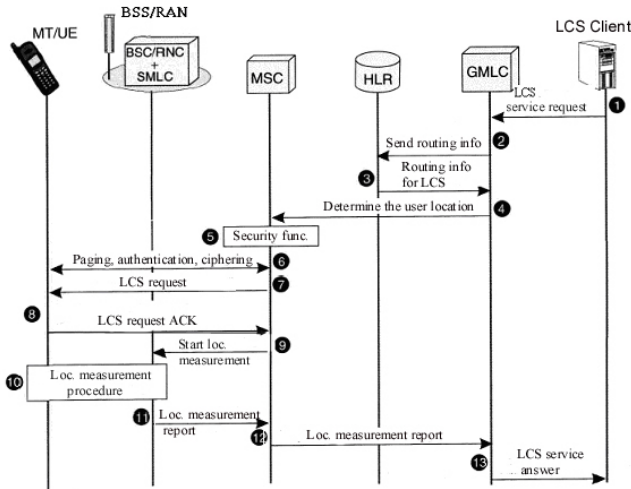 BSS/RAN
MT/UE
LCS Client
BSC/RNC
+
SMLC
MSC
HLR
GMLC
LCS
service request
1
Send routing info
2
3
Routing info
for LCS
Determine the user location
4
5
Security func.
Paging, authentication, ciphering
6
LCS request
7
8
LCS request ACK
Start loc.
measurement
9
10
Loc. measurement
procedure
11
Loc. measurement
report
12
Loc. measurement report
13
LCS service
answer